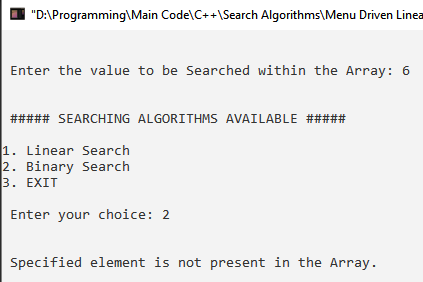 "D:\Programming\Main Code\C++\Search Algorithms\Menu Driven Linea
Enter the value to be Searched within the Array: 6
##### SEARCHING ALGORITHMS AVAILABLE #####
1. Linear Search
2. Binary Search
3. EXIT
Enter your choice: 2
Specified element is not present in the Array.